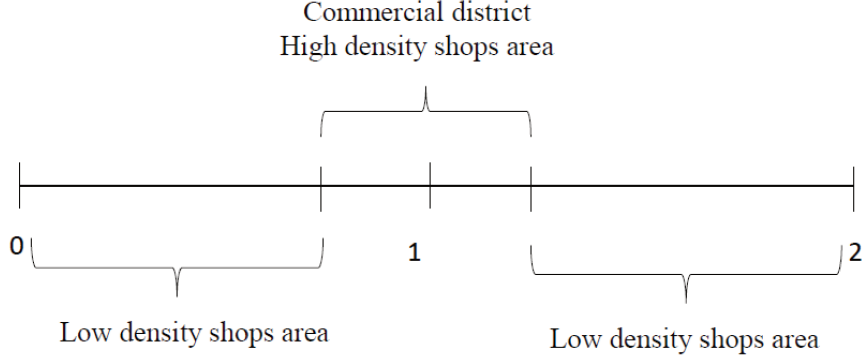 Commercial district
High density shops area
0
1
2
Low density shops area
Low density shops area